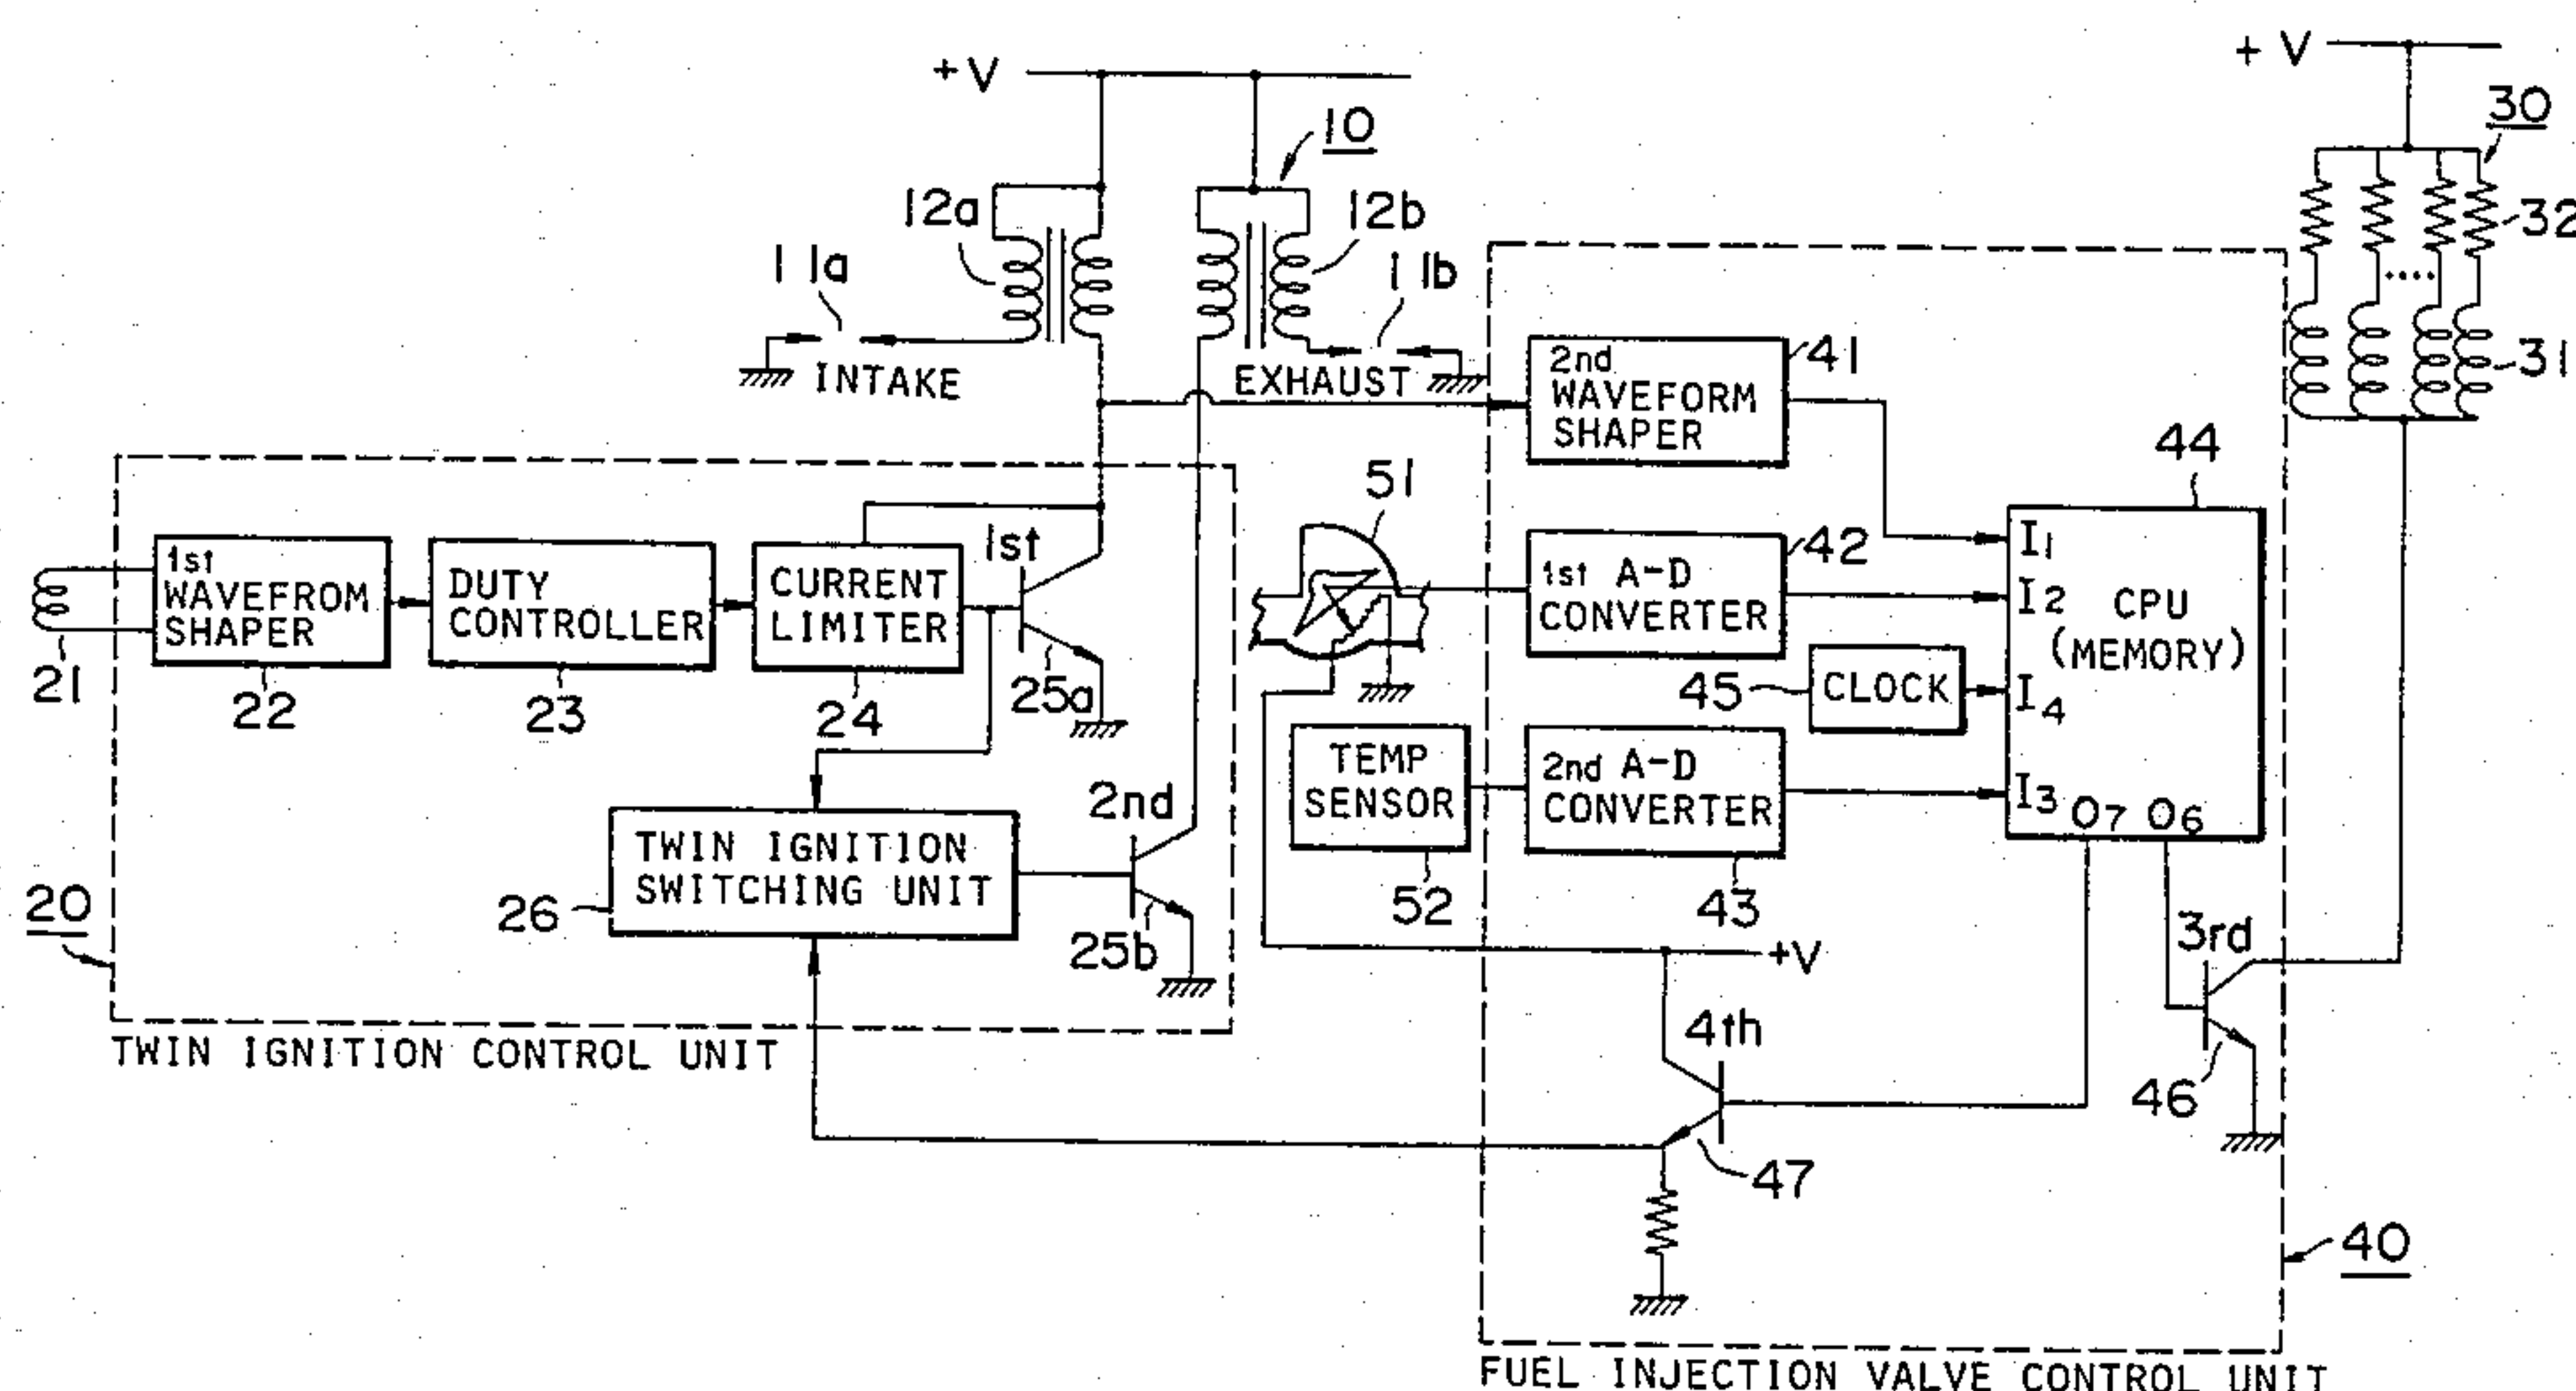 +V
+V
10
30
12a
12b
32
11a
11b
INTAKE
EXHAUST
31
2nd
WAVEFORM
SHAPER
41
44
51
1st
WAVEFROM
SHAPER
DUTY
CONTROLLER
CURRENT
LIMITER
1st
1st A-D
CONVERTER
42
I1
I2
I4
I3
CPU
(MEMORY)
O7 O6
21
22
23
24
25a
45
CLOCK
TEMP
SENSOR
2nd A-D
CONVERTER
52
43
2nd
TWIN IGNITION
SWITCHING UNIT
26
20
25b
+V
3rd
4th
46
TWIN IGNITION CONTROL UNIT
47
40
FUEL INJECTION VALVE CONTROL UNIT